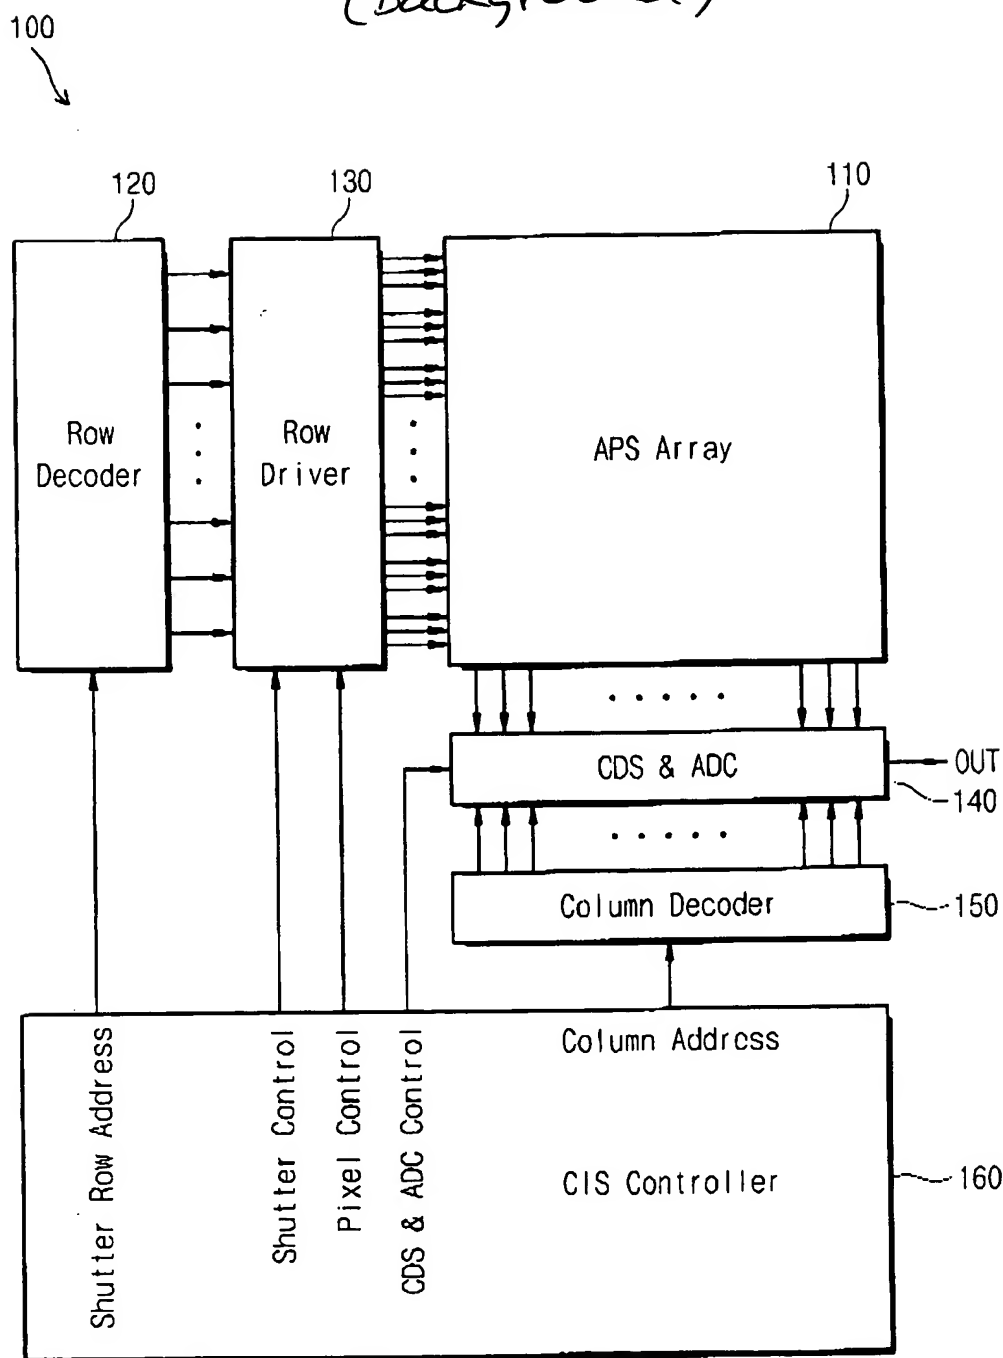 (Background)
100
120
130
110
Row
Decoder
Row
Driver
APS Array
CDS & ADC
OUT
140
Column Decoder
150
Shutter Row Address
Shutter Control
Pixel Control
CDS & ADC Control
Column Address
CIS Controller
160